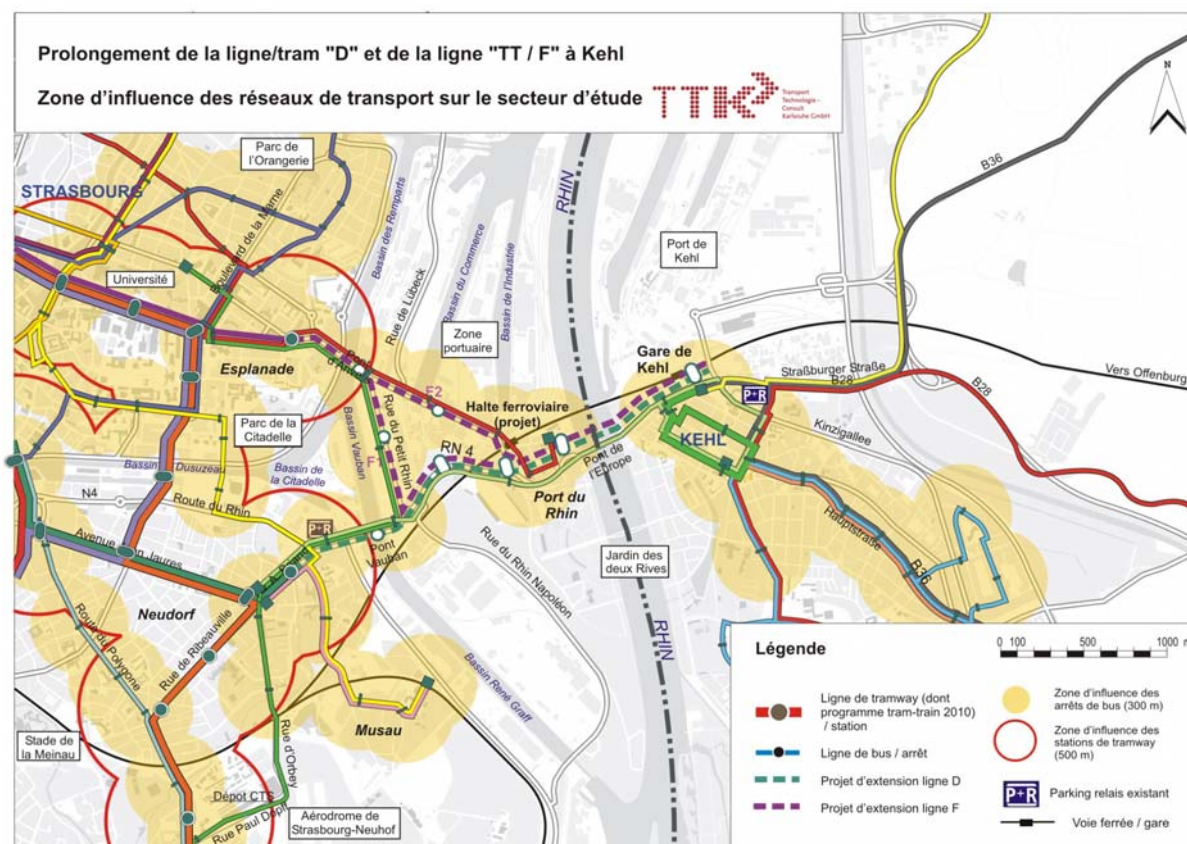 Prolongement de la ligne/tram "D" et de la ligne "TT / F" à Kehl
Zone d'influence des réseaux de transport sur le secteur d'étude
TTK
Transport
Technologie -
Consult
Karlsruhe GmbH
N
Parc de
l'Orangerie
STRASBOURG
Boulevard de la Marne
Bassin des Remparts
Rue de Lübeck
Bassin du Commerce
Bassin de l'Industrie
RHIN
Port de
Kehl
B36
Université
Zone
portuaire
Esplanade
Pont
d'Anvers
F2
Gare de
Kehl
Straßburger Straße
B28
Vers Offenburg
B28
Halte ferroviaire
(projet)
P+R
Parc de la
Citadelle
Bassin Vauban
Rue du Petit Rhin
F1
RN 4
KEHL
Kinzigallee
Bassin Dusuzeau
Bassin de
la Citadelle
Pont de
l'Europe
Port du
Rhin
N4
Route du Rhin
P+R
Avenue Jean Jaures
Pont
Vauban
Rue du Rhin Napoléon
Jardin des
deux Rives
Hauptstraße
B36
Neudorf
Route du Polygone
Rue de Ribeauville
RHIN
Bassin René Graff
Musau
Stade de
la Meinau
Rue d'Orbey
Dépot CTS
Rue Paul Dopff
Aérodrome de
Strasbourg-Neuhof
Légende
0 100 500 1000 m
Ligne de tramway (dont
programme tram-train 2010)
/ station
Ligne de bus / arrêt
Projet d'extension ligne D
Projet d'extension ligne F
Zone d'influence des
arrêts de bus (300 m)
Zone d'influence
des stations de tramway
(500 m)
P+R
Parking relais existant
Voie ferrée / gare